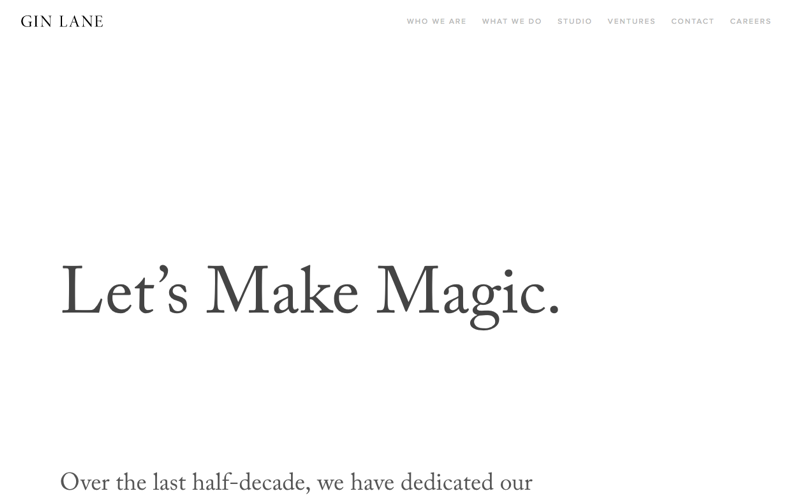 GIN LANE
WHO WE ARE WHAT WE DO STUDIO VENTURES CONTACT CAREERS
Let’s Make Magic.
Over the last half-decade, we have dedicated our